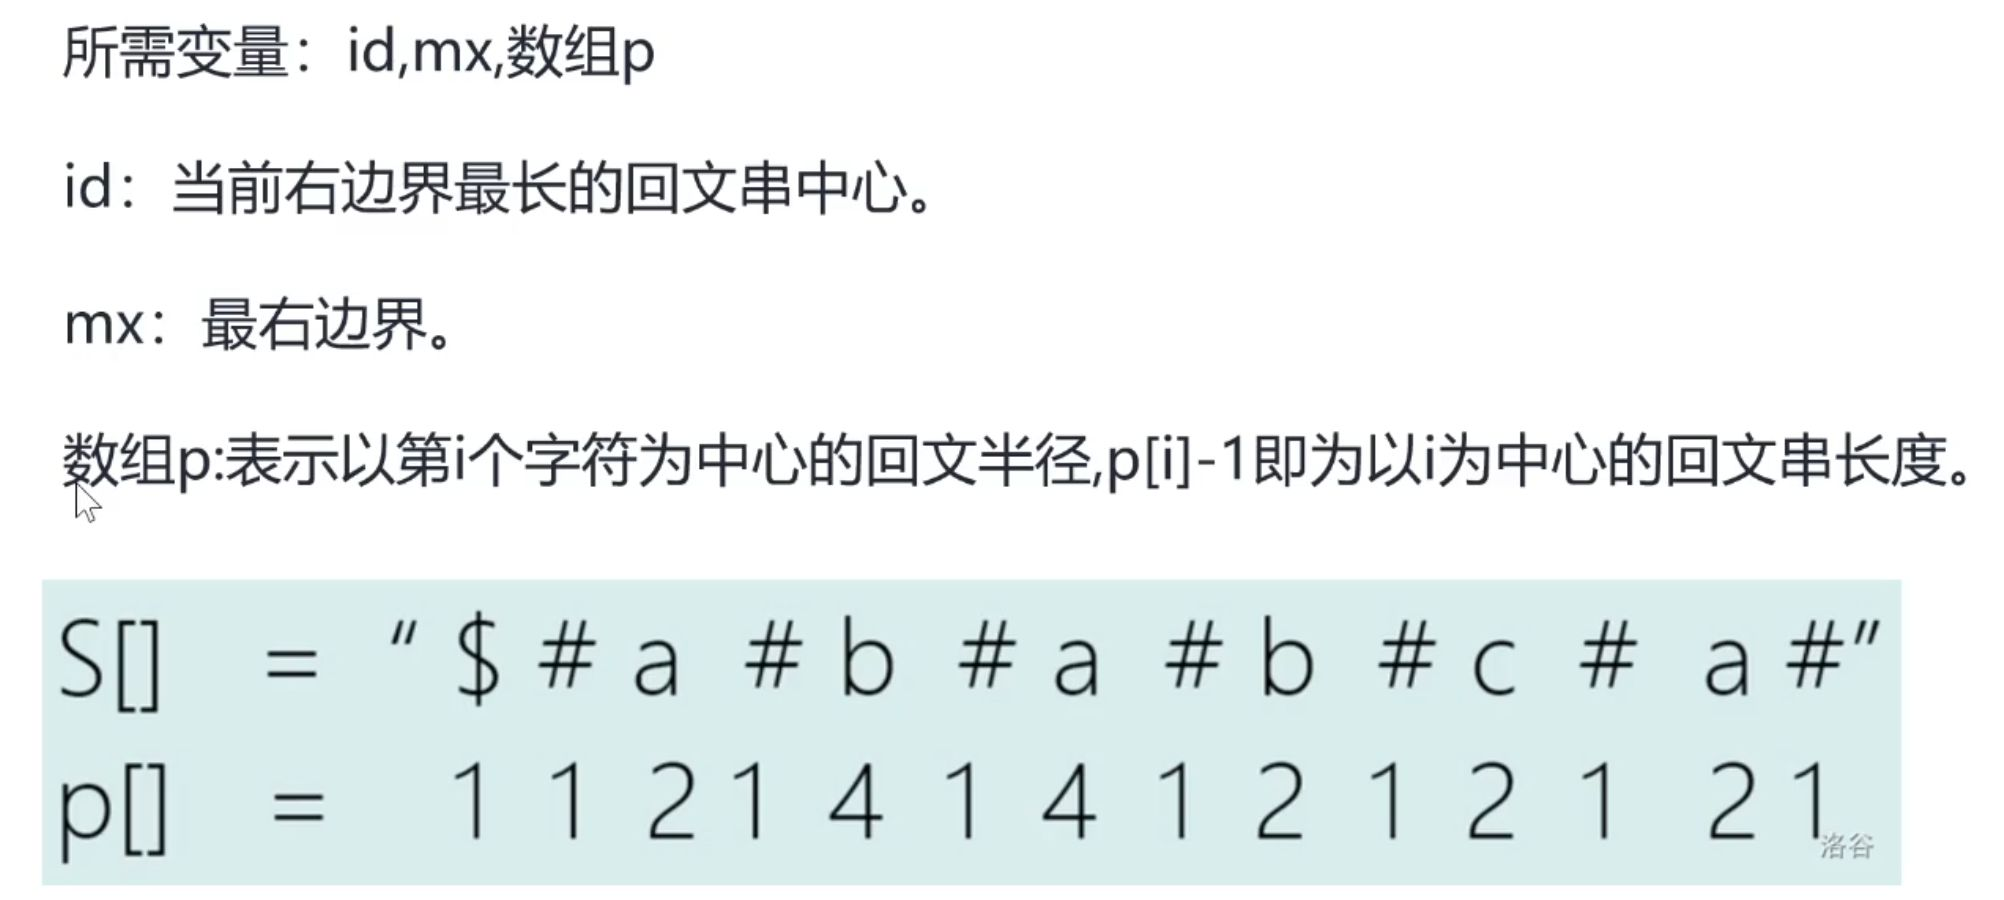 所需变量：id,mx,数组p
id：当前右边界最长的回文串中心。
mx：最右边界。
数组p:表示以第i个字符为中心的回文半径,p[i]-1即为以i为中心的回文串长度。
S[] = “ $ # a # b # a # b # c # a #”
p[] = 1 1 2 1 4 1 4 1 2 1 2 1 2 1
洛谷